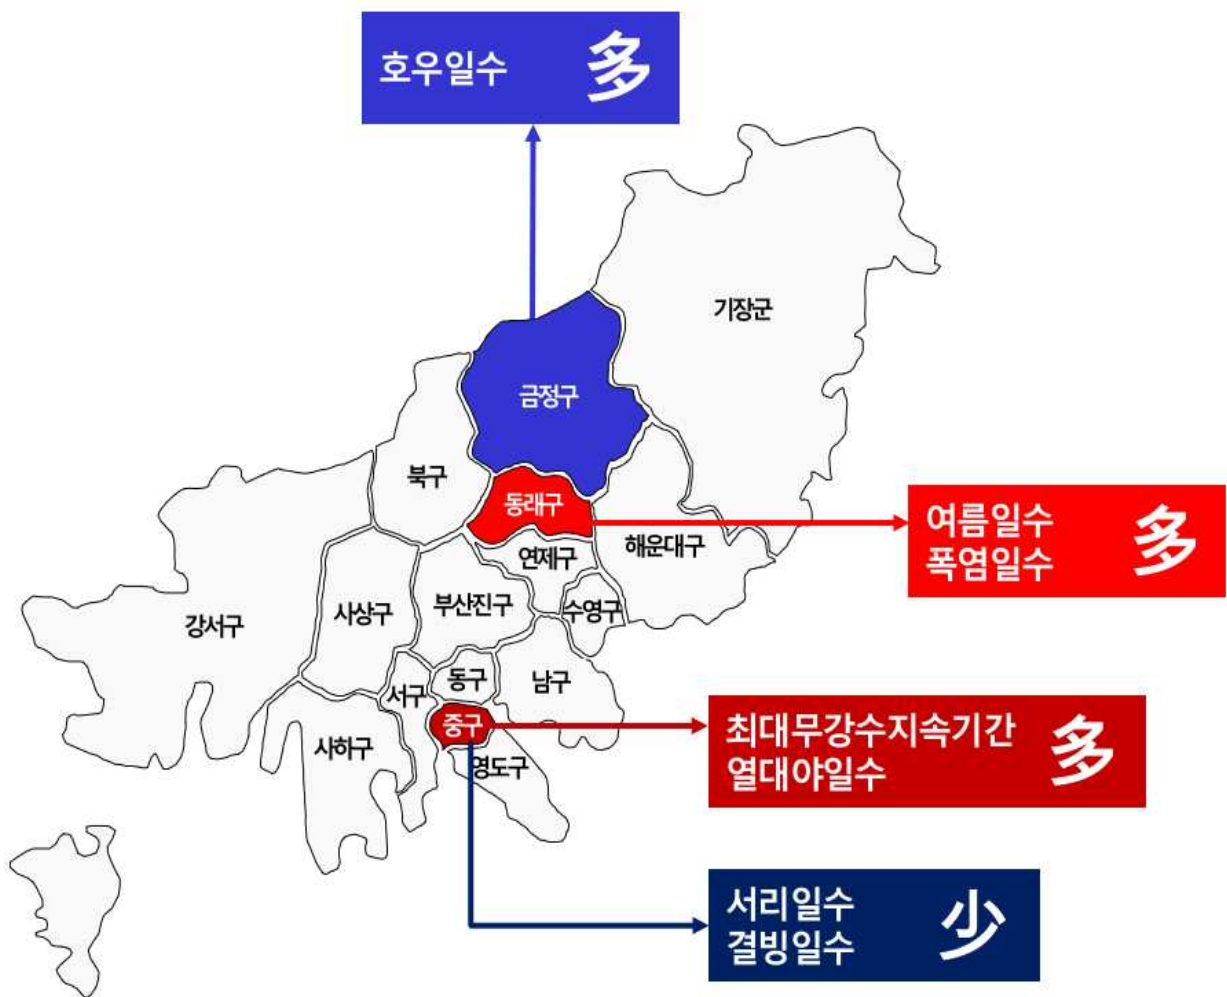 호우일수 多
기장군
금정구
북구
동래구
여름일수
폭염일수
多
연제구
해운대구
강서구
사상구
부산진구
수영구
서구
동구
남구
중구
사하구
영도구
최대무강수지속기간
열대야일수
多
서리일수
결빙일수
少